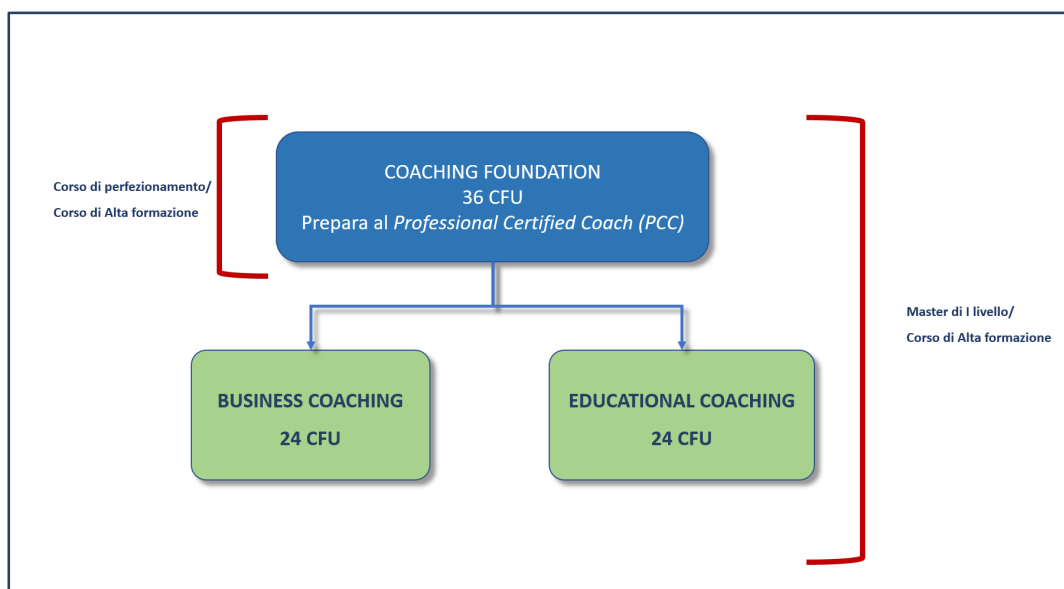 COACHING FOUNDATION
36 CFU
Prepara al Professional Certified Coach (PCC)
Corso di perfezionamento/
Corso di Alta formazione
Master di I livello/
Corso di Alta formazione
BUSINESS COACHING
24 CFU
EDUCATIONAL COACHING
24 CFU